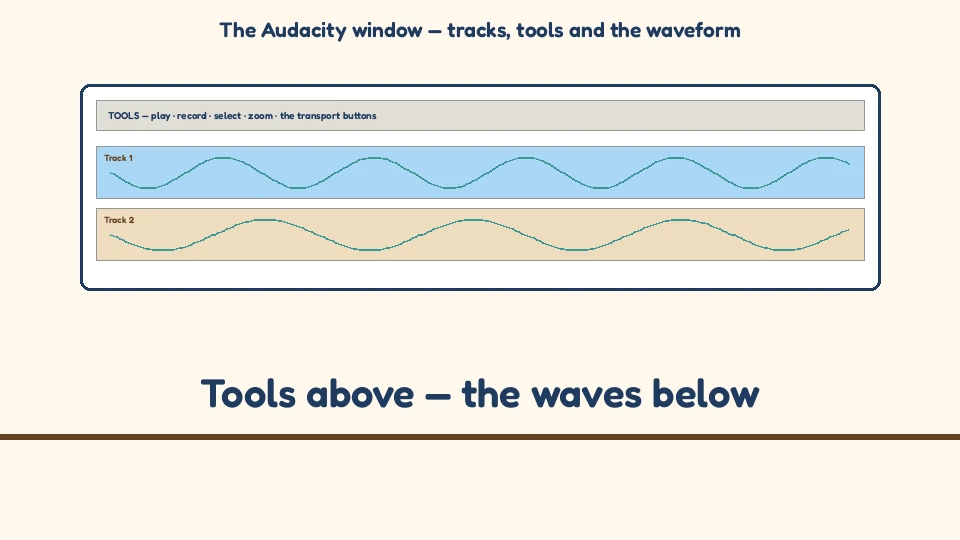 The Audacity window — tracks, tools and the waveform
TOOLS — play · record · select · zoom · the transport buttons
Track 1
Track 2
Tools above — the waves below